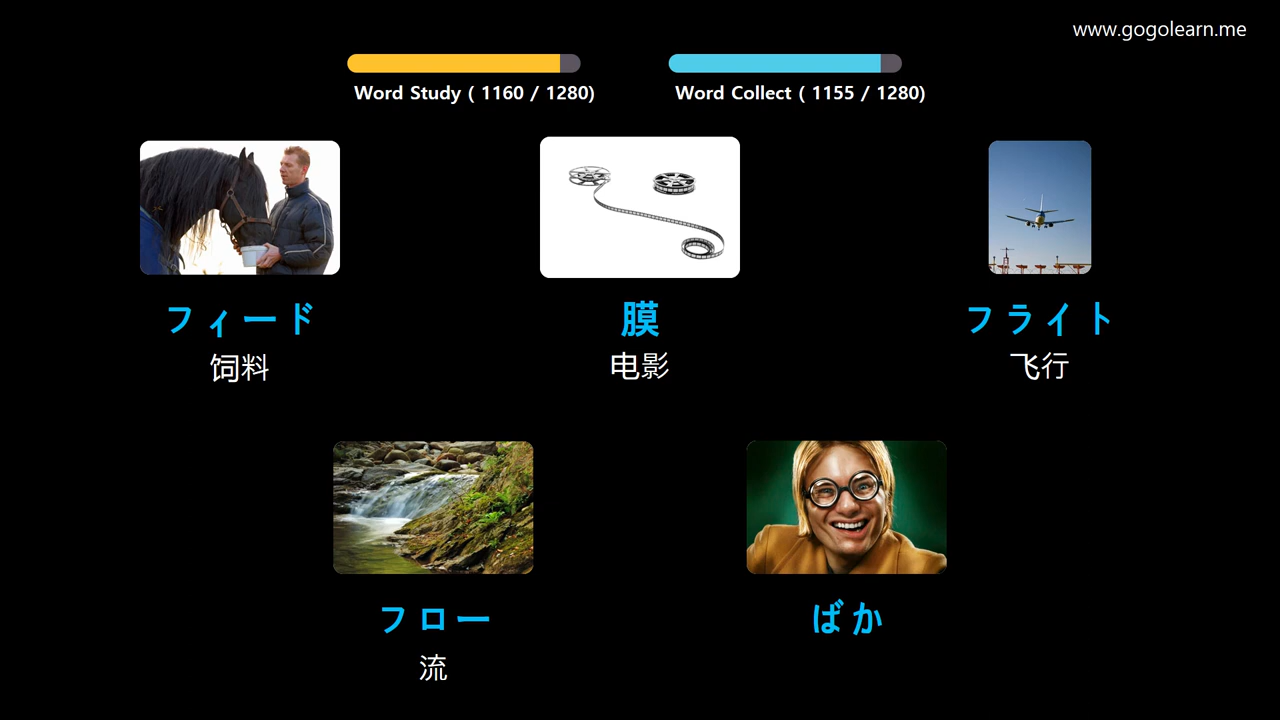 www.gogolearn.me
Word Study ( 1160 / 1280)
Word Collect ( 1155 / 1280)
フィード
膜
フライト
饲料
电影
飞行
フロー
ばか
流